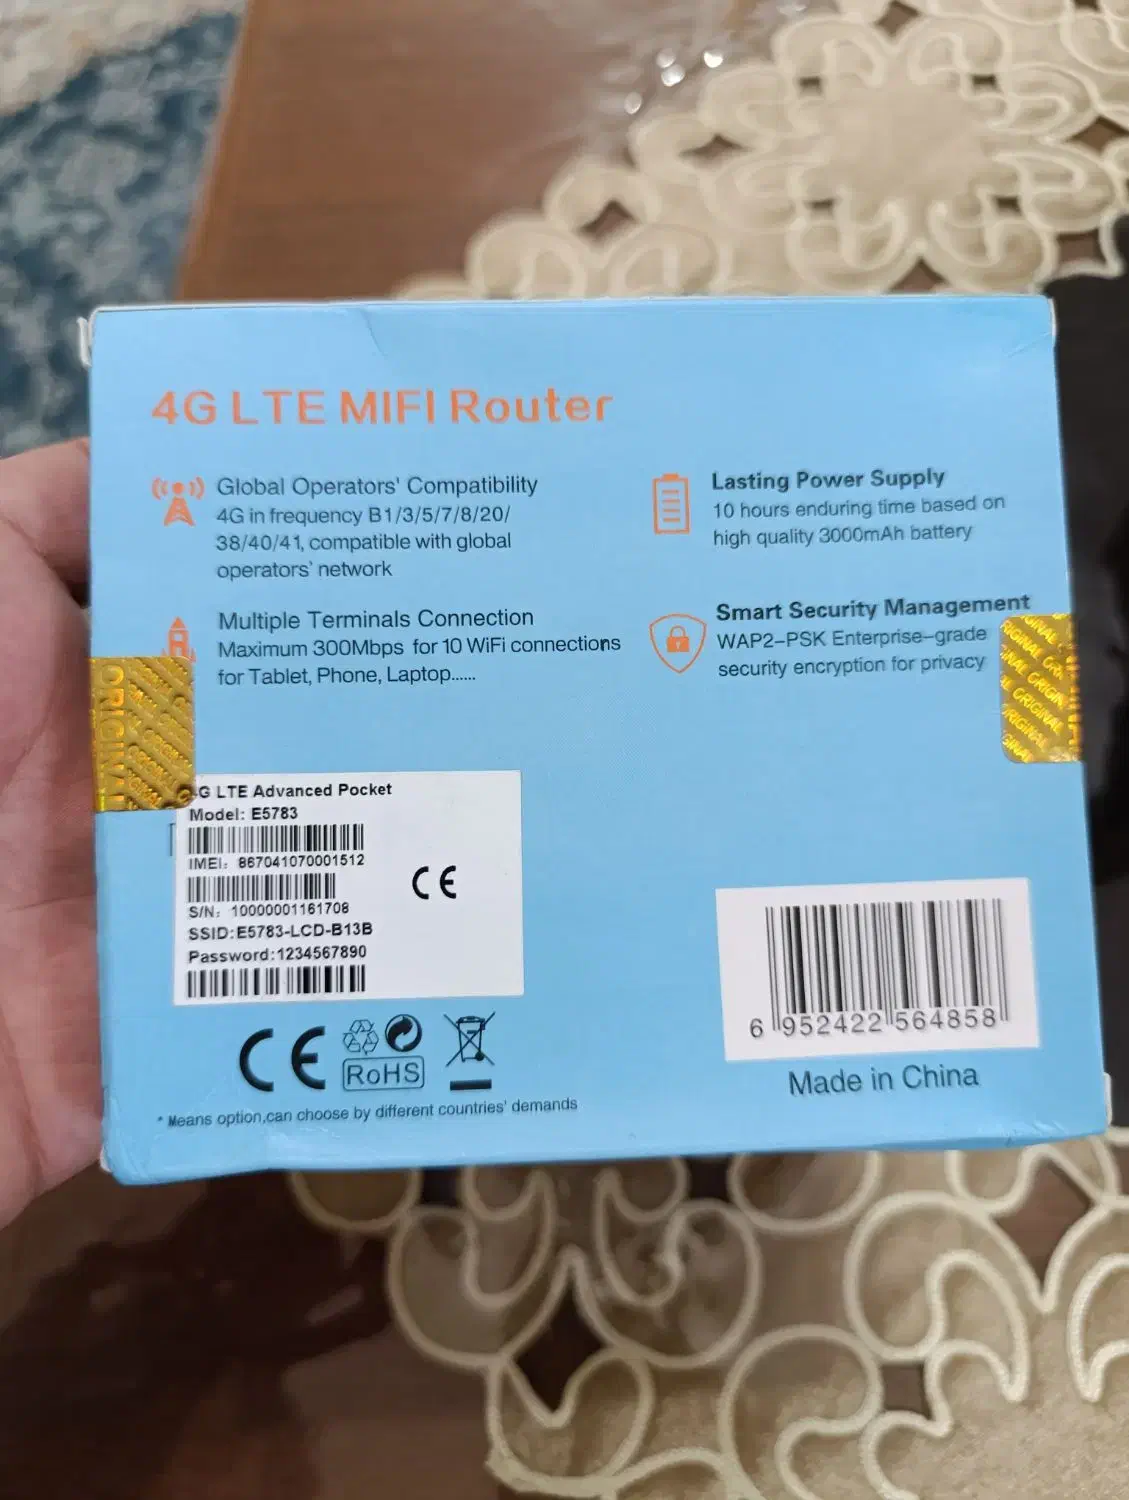 4G LTE MIFI Router
Global Operators' Compatibility
4G in frequency B1/3/5/7/8/20/
38/40/41, compatible with global
operators' network
Multiple Terminals Connection
Maximum 300Mbps for 10 WiFi connections
for Tablet, Phone, Laptop......
Lasting Power Supply
10 hours enduring time based on
high quality 3000mAh battery
Smart Security Management
WAP2-PSK Enterprise-grade
security encryption for privacy
ORIGINAL
ORIGINAL
4G LTE Advanced Pocket
Model: E5783
IMEI: 867041070001512
S/N: 10000001161708
SSID:E5783-LCD-B13B
Password:1234567890
CE
CE
RoHS
* Means option,can choose by different countries' demands
6 952422 564858
Made in China